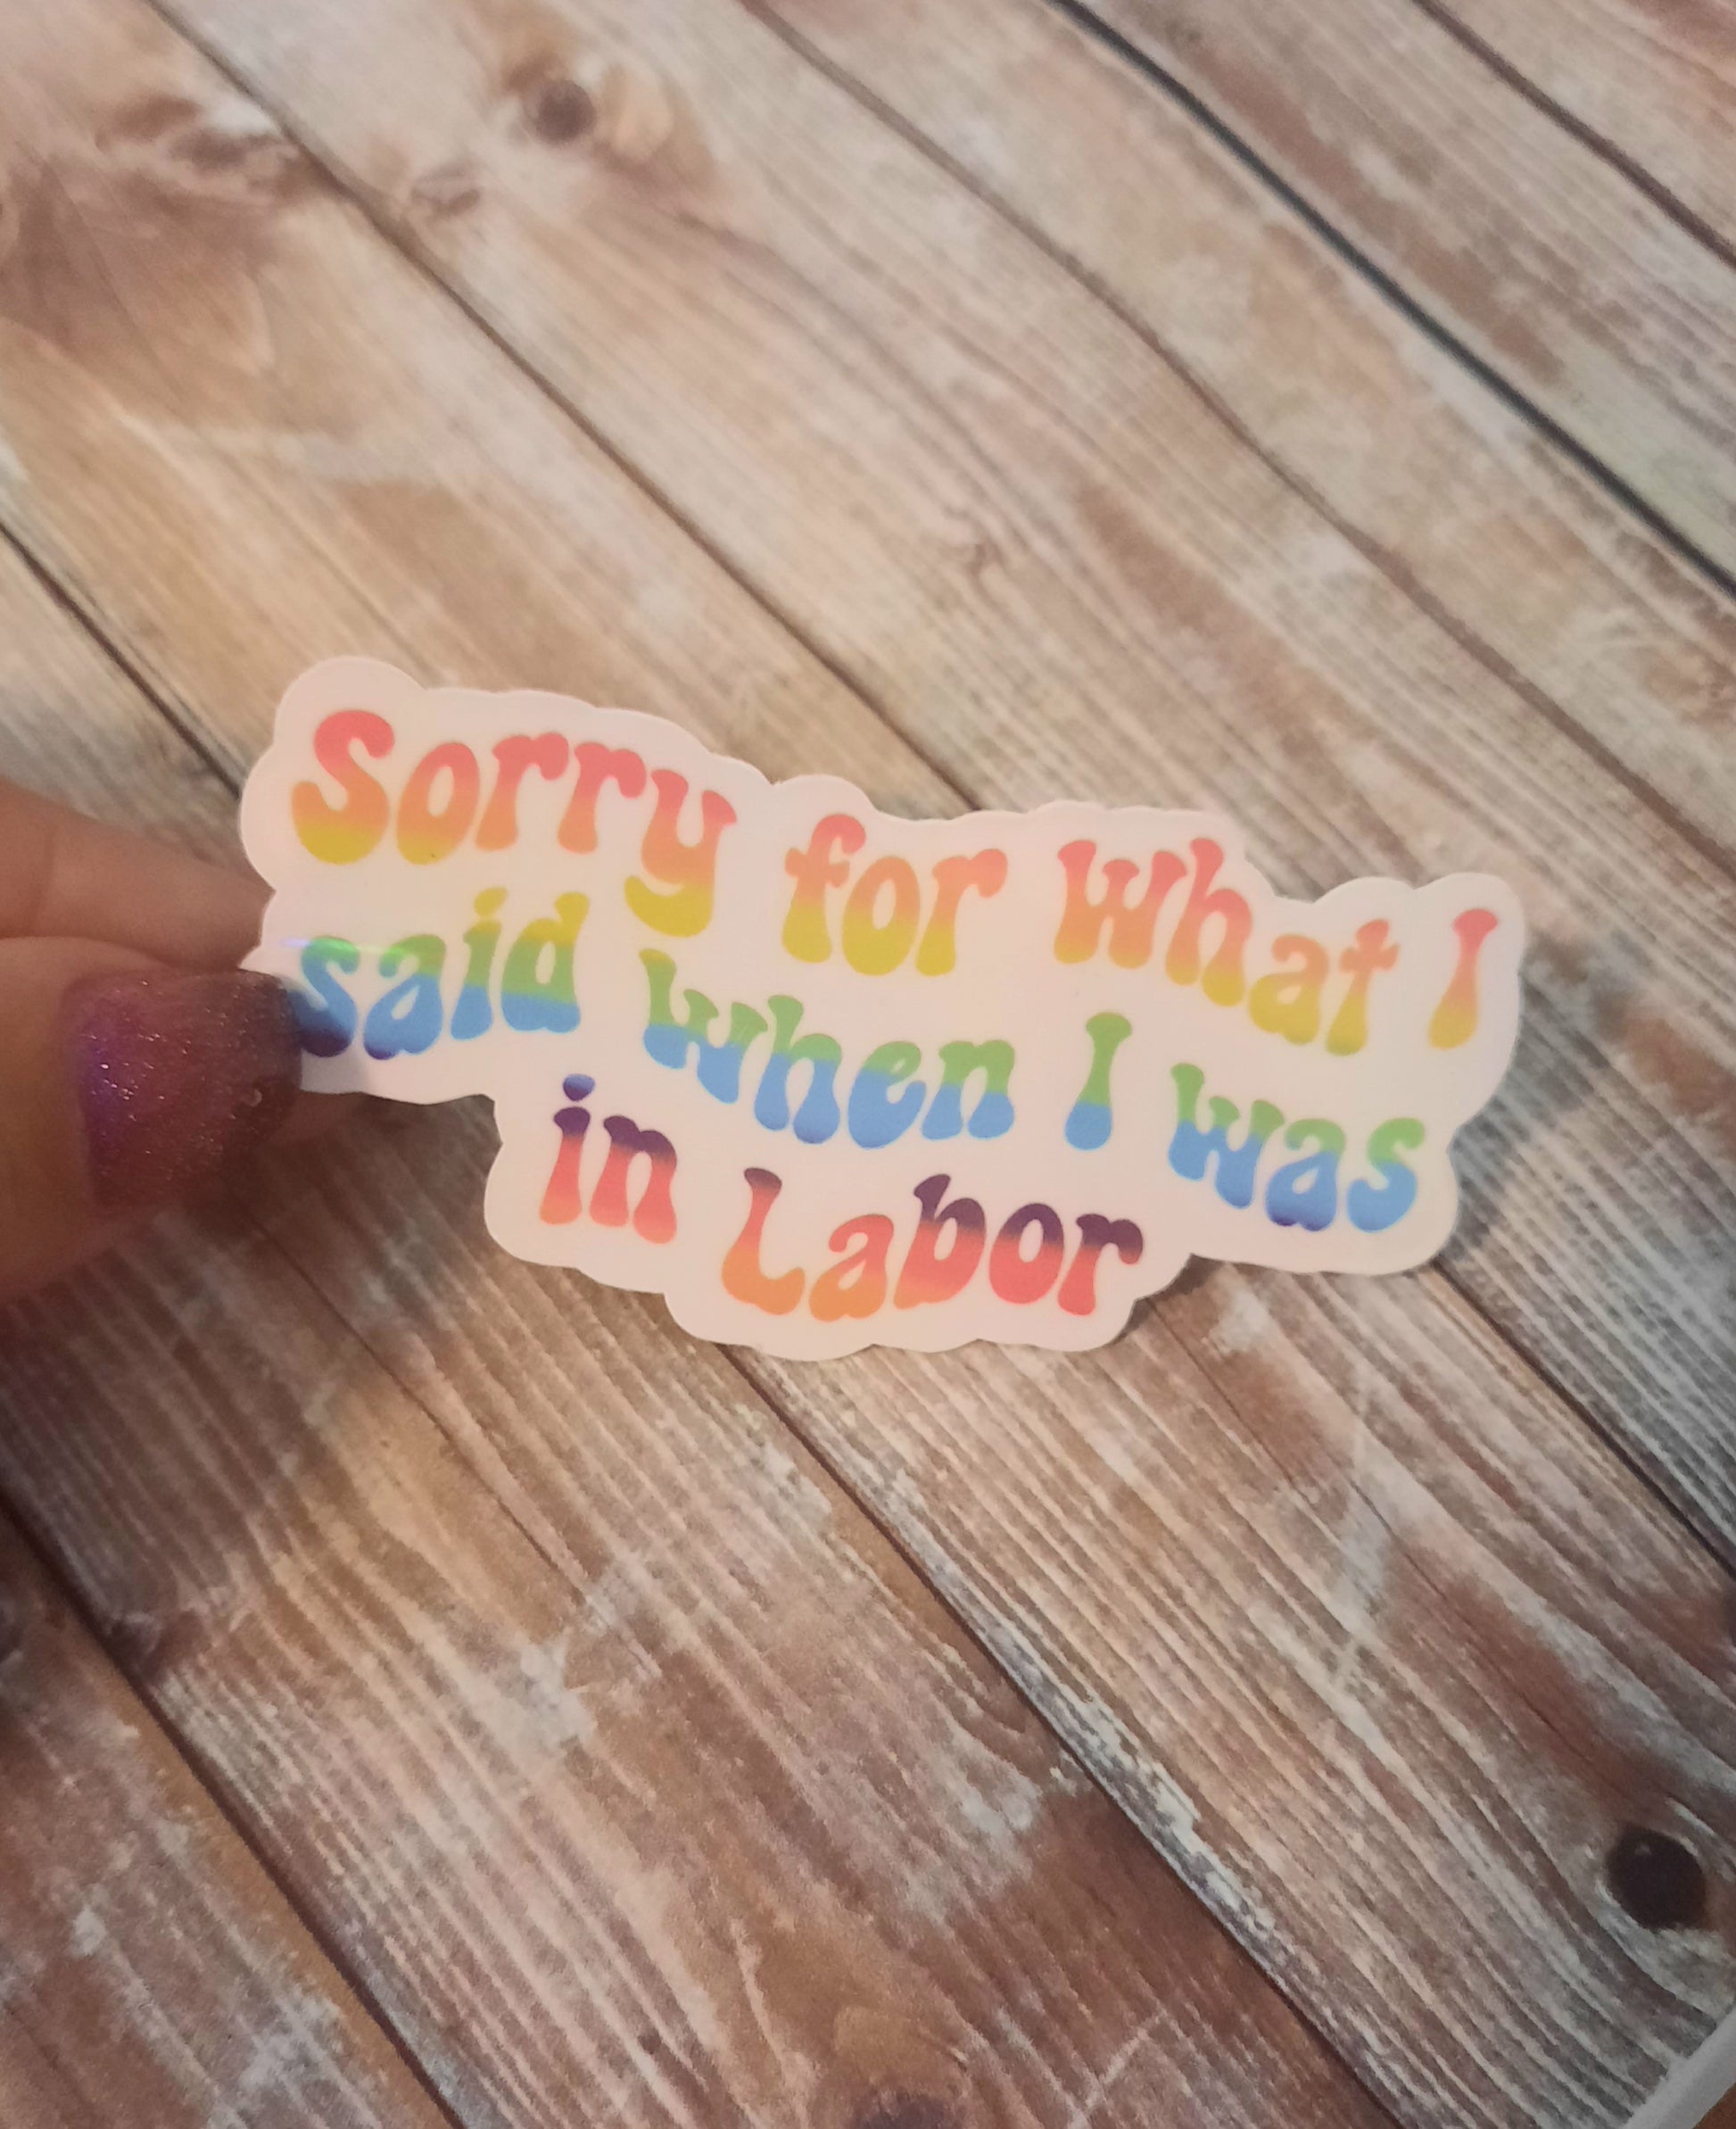 Sorry for what I
said when I was
in Labor